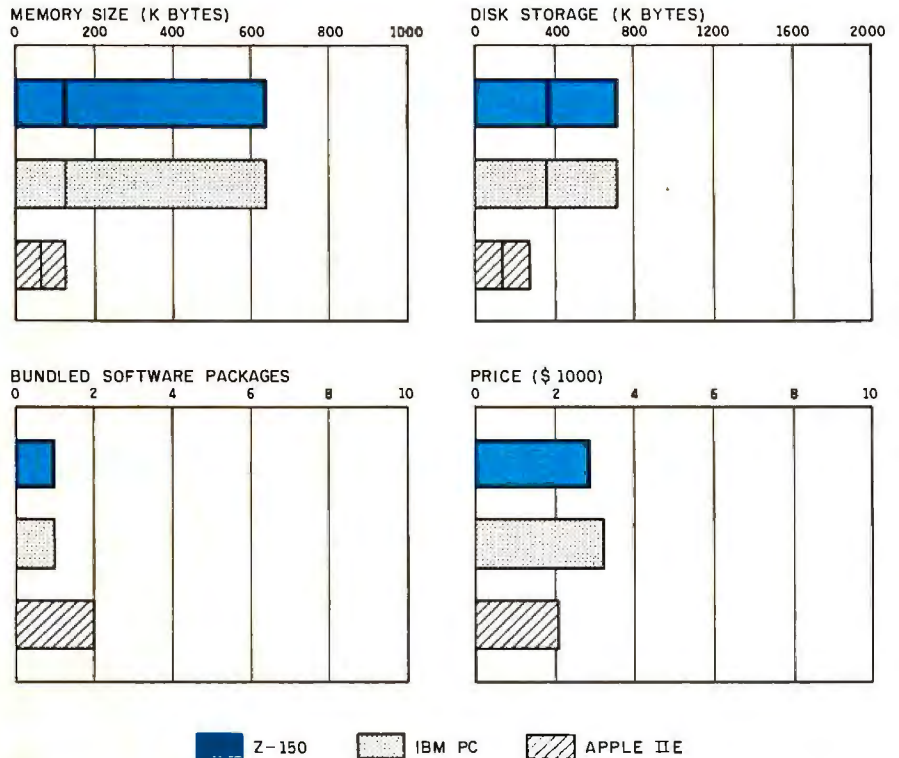 MEMORY SIZE (K BYTES)
0 200 400 600 800 1000
DISK STORAGE (K BYTES)
0 400 800 1200 1600 2000
BUNDLED SOFTWARE PACKAGES
0 2 4 6 8 10
PRICE ($ 1000)
0 2 4 6 8 10
Z-150
IBM PC
APPLE IIE